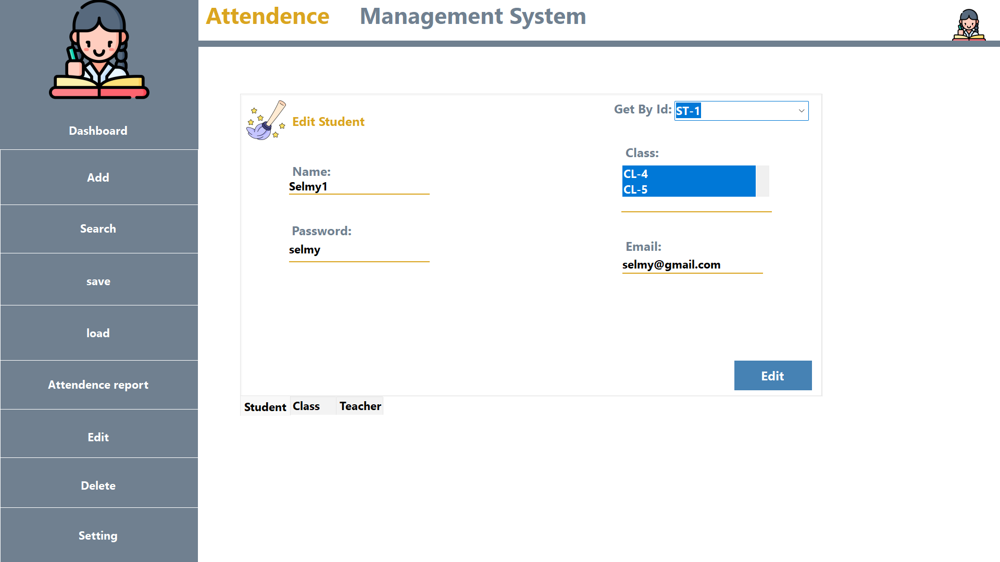 Attendence Management System
Dashboard
Add
Search
save
load
Attendence report
Edit
Delete
Setting
Edit Student
Get By Id: ST-1
Name:
Selmy1
Class:
CL-4
CL-5
Password:
selmy
Email:
selmy@gmail.com
Edit
Student Class Teacher